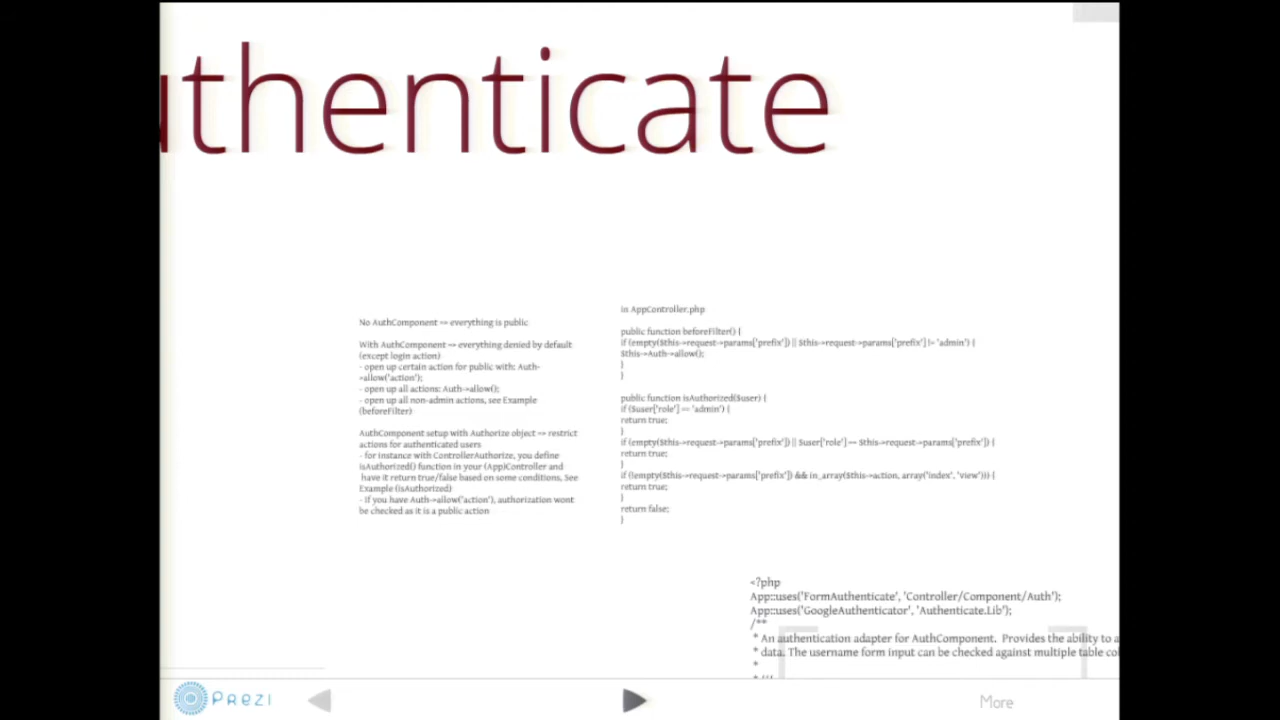 uthenticate
No AuthComponent => everything is public
With AuthComponent => everything denied by default
(except login action)
- open up certain action for public with: Auth-
>allow('action');
- open up all actions: Auth->allow();
- open up all non-admin actions, see Example
(beforeFilter)
AuthComponent setup with Authorize object => restrict
actions for authenticated users
- for instance with ControllerAuthorize, you define
isAuthorized() function in your (App)Controller and
have it return true/false based on some conditions, See
Example (isAuthorized)
- If you have Auth->allow('action'), authorization wont
be checked as it is a public action
in AppController.php
public function beforeFilter() {
if (empty($this->request->params['prefix']) || $this->request->params['prefix'] != 'admin') {
$this->Auth->allow();
}
}
public function isAuthorized($user) {
if ($user['role'] == 'admin') {
return true;
}
if (empty($this->request->params['prefix']) || $user['role'] == $this->request->params['prefix']) {
return true;
}
if (!empty($this->request->params['prefix']) && in_array($this->action, array('index', 'view'))) {
return true;
}
return false;
}
<?php
App::uses('FormAuthenticate', 'Controller/Component/Auth');
App::uses('GoogleAuthenticator', 'Authenticate.Lib');
/**
* An authentication adapter for AuthComponent. Provides the ability to a
* data. The username form input can be checked against multiple table col
*
Prezi
More